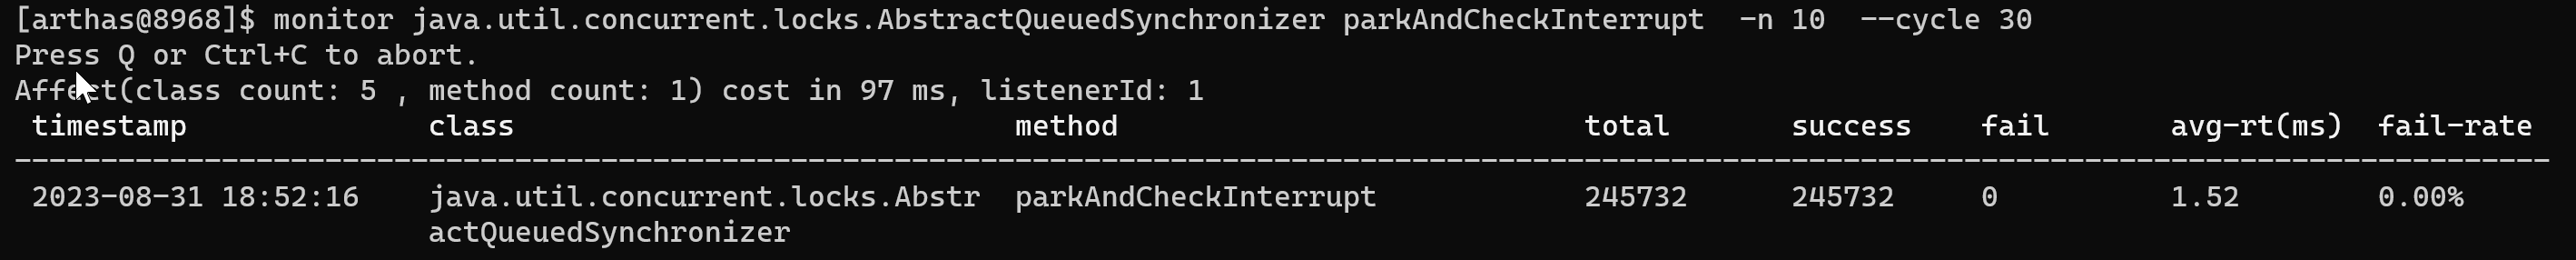 [arthas@8968]$ monitor java.util.concurrent.locks.AbstractQueuedSynchronizer parkAndCheckInterrupt  -n 10  --cycle 30
Press Q or Ctrl+C to abort.
Affect(class count: 5 , method count: 1) cost in 97 ms, listenerId: 1
timestamp class method total success fail avg-rt(ms) fail-rate
--------------------------------------------------------------------------------------------------------------------------------------------------
2023-08-31 18:52:16 java.util.concurrent.locks.Abstr parkAndCheckInterrupt 245732 245732 0 1.52 0.00%
actQueuedSynchronizer